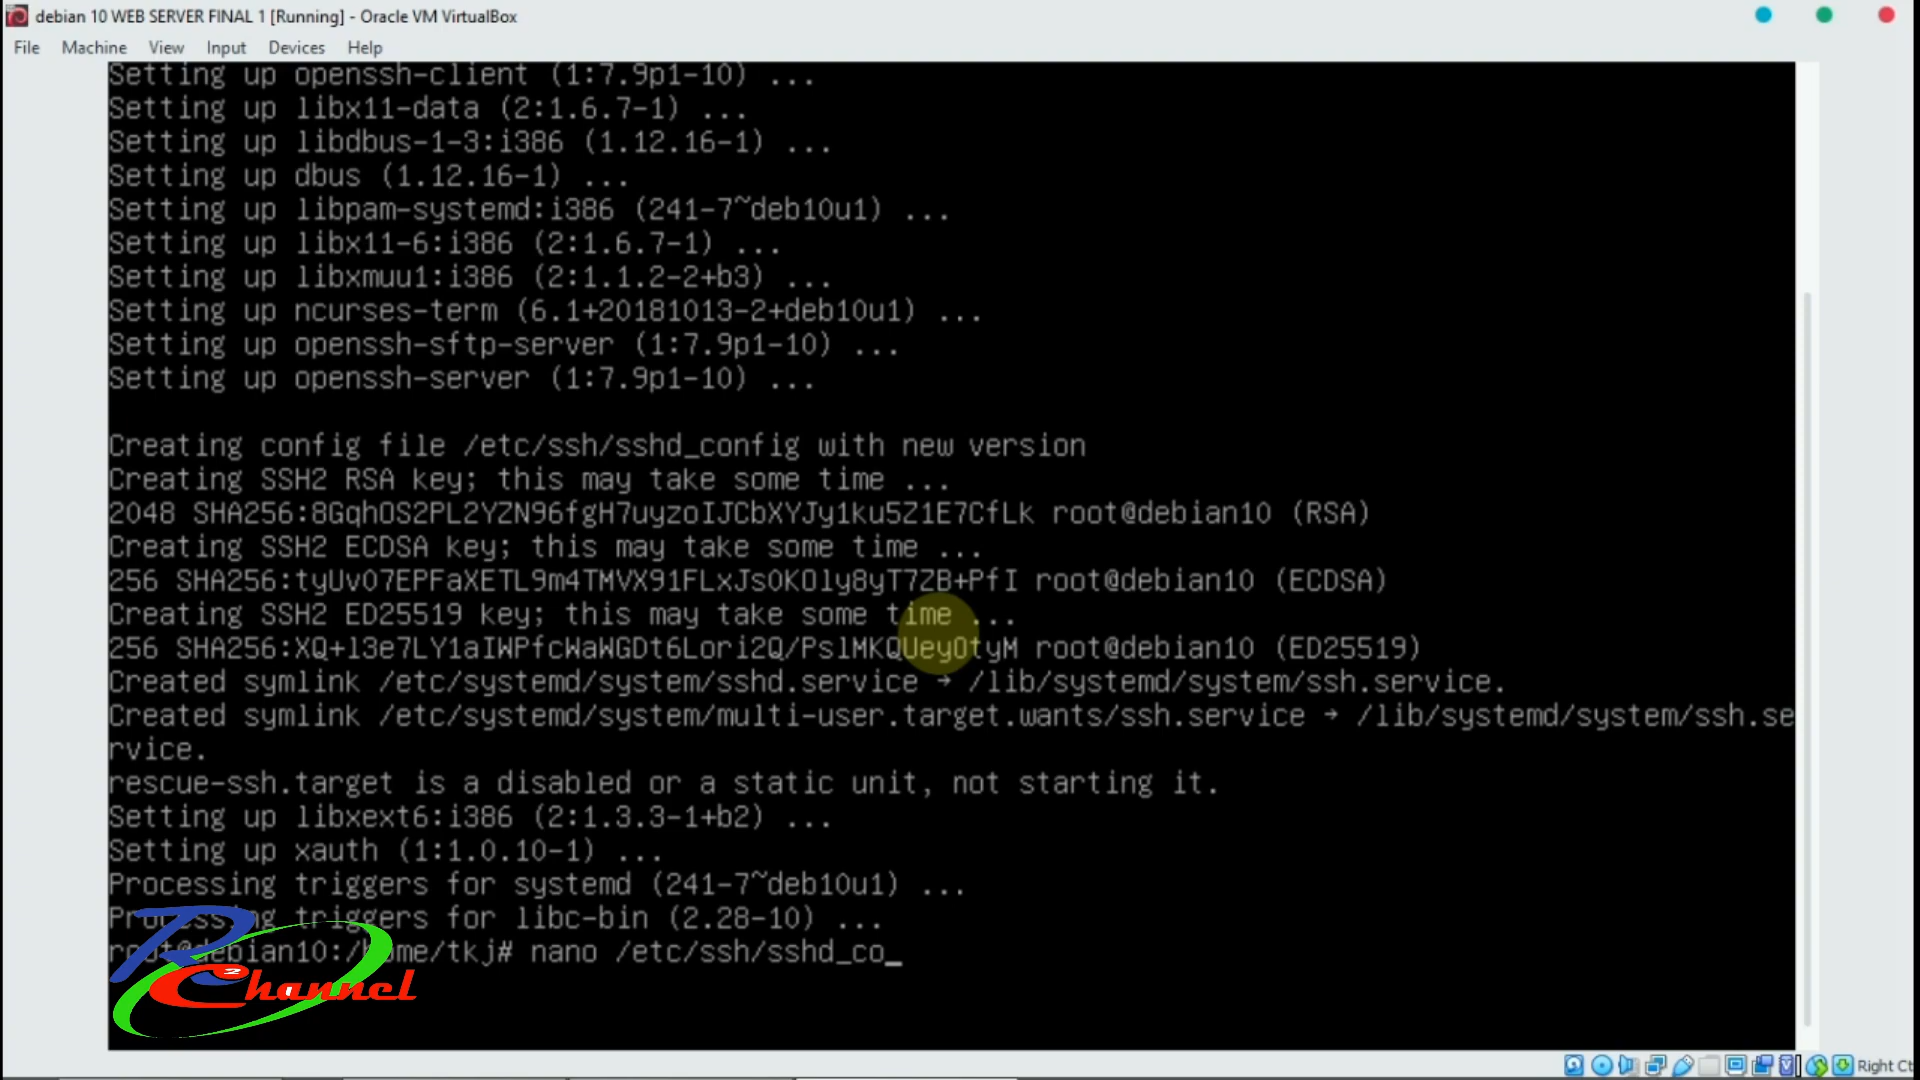 debian 10 WEB SERVER FINAL 1 [Running] - Oracle VM VirtualBox
File Machine View Input Devices Help
Setting up openssh-client (1:7.9p1-10) ...
Setting up libx11-data (2:1.6.7-1) ...
Setting up libdbus-1-3:i386 (1.12.16-1) ...
Setting up dbus (1.12.16-1) ...
Setting up libpam-systemd:i386 (241-7~deb10u1) ...
Setting up libx11-6:i386 (2:1.6.7-1) ...
Setting up libxmuu1:i386 (2:1.1.2-2+b3) ...
Setting up ncurses-term (6.1+20181013-2+deb10u1) ...
Setting up openssh-sftp-server (1:7.9p1-10) ...
Setting up openssh-server (1:7.9p1-10) ...
Creating config file /etc/ssh/sshd_config with new version
Creating SSH2 RSA key; this may take some time ...
2048 SHA256:8GqhOS2PL2YZN96fgH7uyzoIJCbXYJy1ku5Z1E7CfLk root@debian10 (RSA)
Creating SSH2 ECDSA key; this may take some time ...
256 SHA256:tyUvO7EPFaXETL9m4TMVX91FLxJsOKOly8yT7ZB+PfI root@debian10 (ECDSA)
Creating SSH2 ED25519 key; this may take some time ...
256 SHA256:XQ+l3e7LY1aIWPfcWaWGDt6Lori2Q/PslMKQUeyOtyM root@debian10 (ED25519)
Created symlink /etc/systemd/system/sshd.service → /lib/systemd/system/ssh.service.
Created symlink /etc/systemd/system/multi-user.target.wants/ssh.service → /lib/systemd/system/ssh.se
rvice.
rescue-ssh.target is a disabled or a static unit, not starting it.
Setting up libxext6:i386 (2:1.3.3-1+b2) ...
Setting up xauth (1:1.0.10-1) ...
Processing triggers for systemd (241-7~deb10u1) ...
Processing triggers for libc-bin (2.28-10) ...
root@debian10:/home/tkj# nano /etc/ssh/sshd_co_
R2 Channel
Right Ct